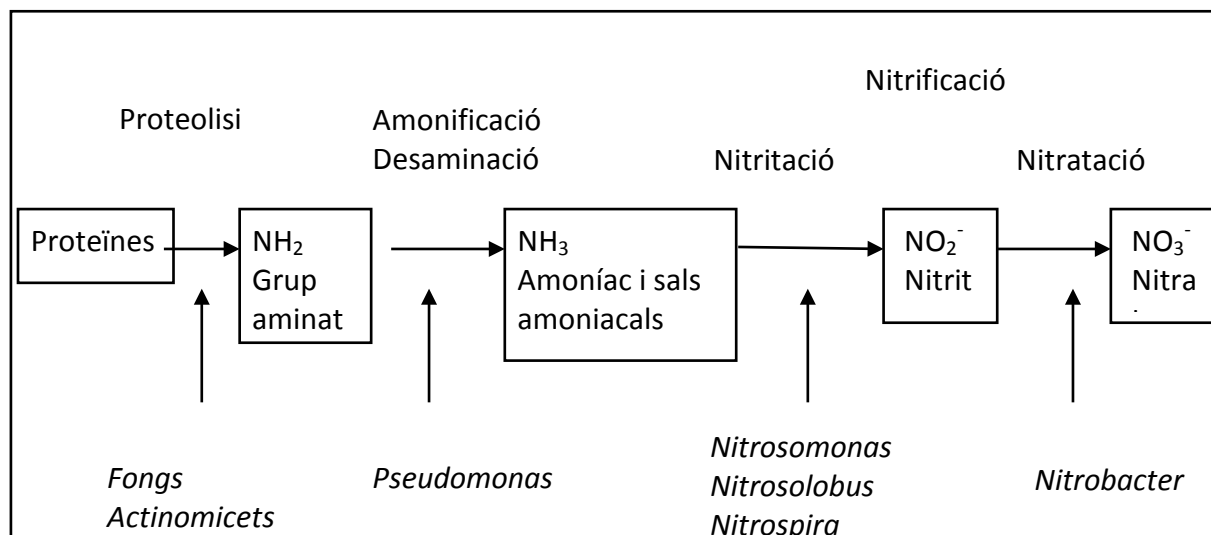 Nitrificació
Proteolisi
Amonificació
Desaminació
Nitritació
Nitratació
Proteïnes
NH₂
Grup
aminat
NH₃
Amoníac i sals
amoniacals
NO₂⁻
Nitrit
NO₃⁻
Nitra
Fongs
Actinomicets
Pseudomonas
Nitrosomonas
Nitrosolobus
Nitrospira
Nitrobacter